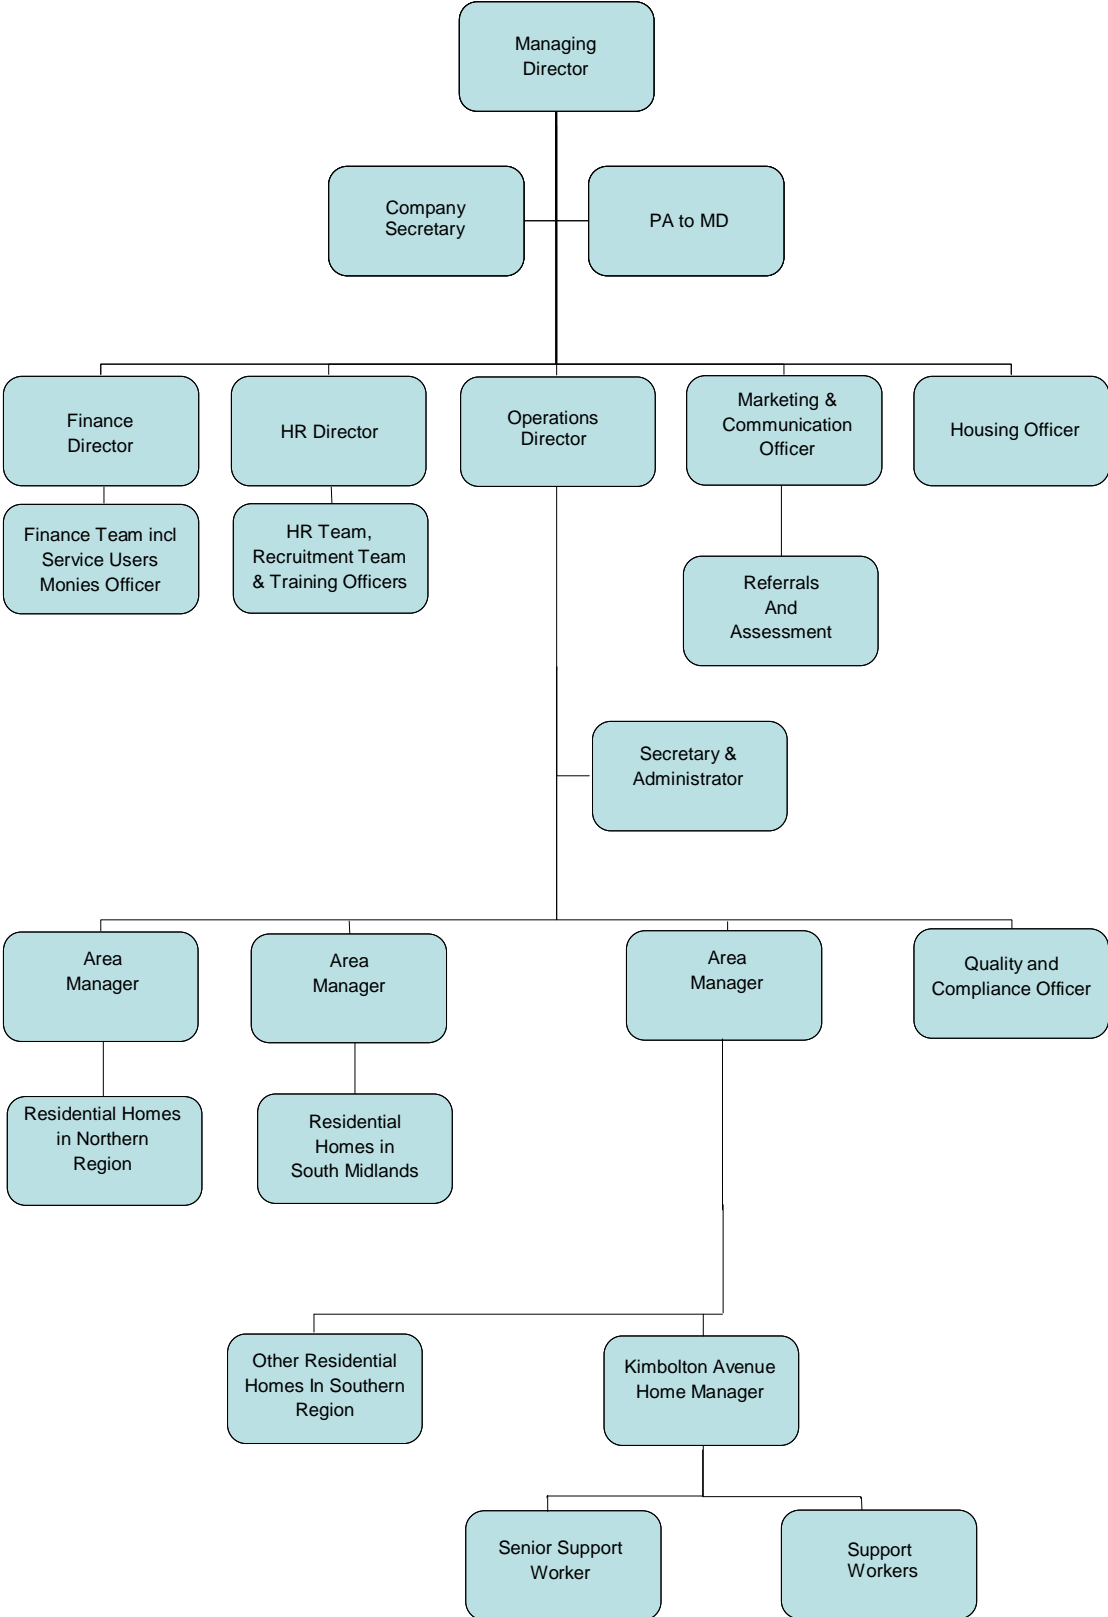 Managing
Director
Company
Secretary
PA to MD
Finance
Director
HR Director
Operations
Director
Marketing &
Communication
Officer
Housing Officer
Finance Team incl
Service Users
Monies Officer
HR Team,
Recruitment Team
& Training Officers
Referrals
And
Assessment
Secretary &
Administrator
Area
Manager
Area
Manager
Area
Manager
Quality and
Compliance Officer
Residential Homes
in Northern
Region
Residential
Homes in
South Midlands
Other Residential
Homes In Southern
Region
Kimbolton Avenue
Home Manager
Senior Support
Worker
Support
Workers